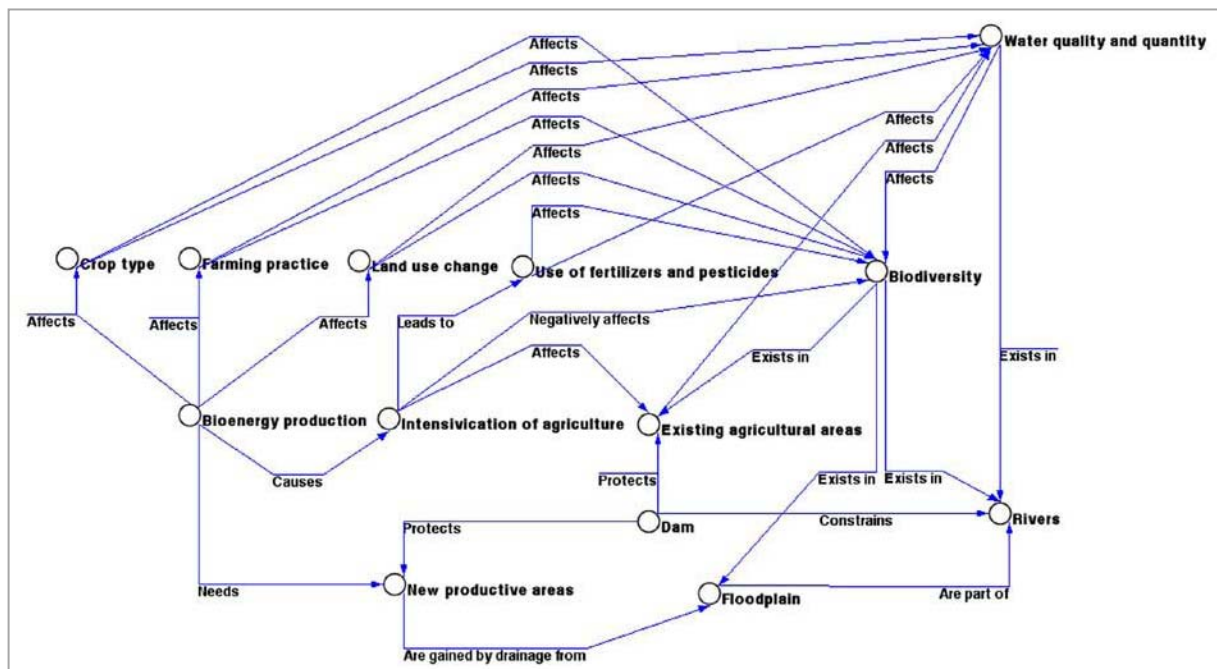 Affects
Water quality and quantity
Affects
Affects
Affects
Affects
Affects
Affects
Affects
Affects
Affects
Crop type
Farming practice
Land use change
Use of fertilizers and pesticides
Biodiversity
Affects
Affects
Affects
Leads to
Negatively affects
Affects
Exists in
Exists in
Bioenergy production
Intensivication of agriculture
Existing agricultural areas
Causes
Protects
Exists in
Exists in
Protects
Dam
Constrains
Rivers
Needs
New productive areas
Floodplain
Are part of
Are gained by drainage from